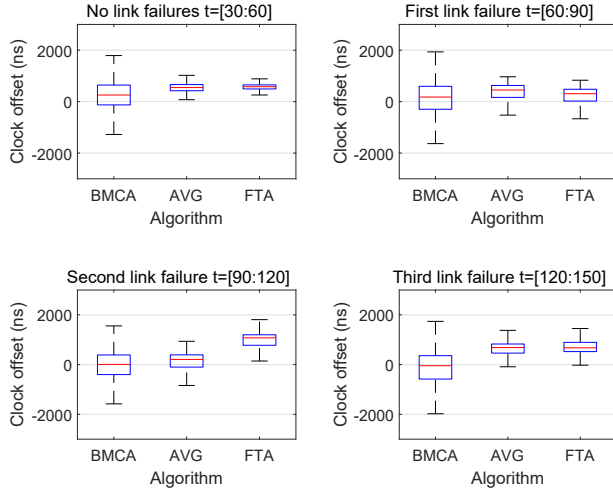 No link failures t=[30:60]
2000
0
-2000
Clock offset (ns)
BMCA AVG FTA
Algorithm
First link failure t=[60:90]
2000
0
-2000
Clock offset (ns)
BMCA AVG FTA
Algorithm
Second link failure t=[90:120]
2000
0
-2000
Clock offset (ns)
BMCA AVG FTA
Algorithm
Third link failure t=[120:150]
2000
0
-2000
Clock offset (ns)
BMCA AVG FTA
Algorithm